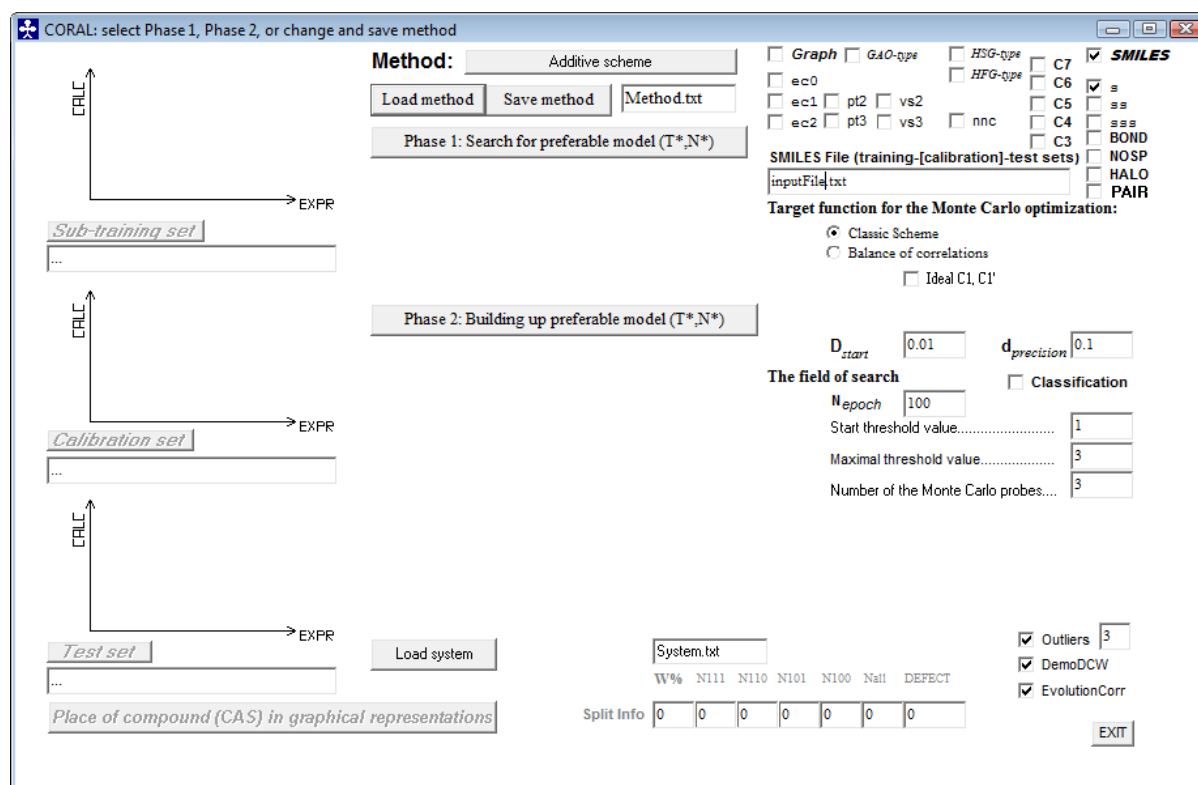 CORAL: select Phase 1, Phase 2, or change and save method
Method: Additive scheme
Load method Save method Method.txt
Phase 1: Search for preferable model (T*,N*)
CALC
EXPR
Sub-training set
...
CALC
EXPR
Calibration set
...
CALC
EXPR
Test set
...
Place of compound (CAS) in graphical representations
Phase 2: Building up preferable model (T*,N*)
Load system
System.txt
W% N111 N110 N101 N100 Nall DEFECT
Split Info 0 0 0 0 0 0 0
Graph GAO-type HSG-type C7 SMILES
ec0 HFG-type C6 s
ec1 pt2 vs2 C5 ss
ec2 pt3 vs3 nnc C4 sss
C3 BOND
SMILES File (training-[calibration]-test sets) NOSP
inputFile.txt HALO
PAIR
Target function for the Monte Carlo optimization:
Classic Scheme
Balance of correlations
Ideal C1, C1'
Dstart 0.01 dprecision 0.1
The field of search Classification
Nepoch 100
Start threshold value......................... 1
Maximal threshold value................... 3
Number of the Monte Carlo probes.... 3
Outliers 3
DemoDCW
EvolutionCorr
EXIT